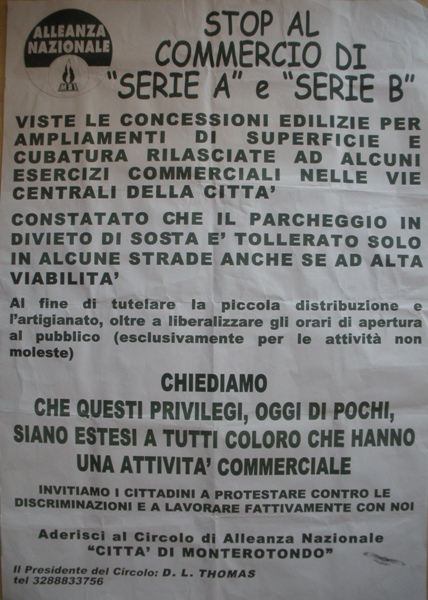 ALLEANZA
NAZIONALE
M.S.I.
STOP AL
COMMERCIO DI
"SERIE A" e "SERIE B"
VISTE LE CONCESSIONI EDILIZIE PER
AMPLIAMENTI DI SUPERFICIE E
CUBATURA RILASCIATE AD ALCUNI
ESERCIZI COMMERCIALI NELLE VIE
CENTRALI DELLA CITTA'
CONSTATATO CHE IL PARCHEGGIO IN
DIVIETO DI SOSTA E' TOLLERATO SOLO
IN ALCUNE STRADE ANCHE SE AD ALTA
VIABILITA'
Al fine di tutelare la piccola distribuzione e
l'artigianato, oltre a liberalizzare gli orari di apertura
al pubblico (esclusivamente per le attività non
moleste)
CHIEDIAMO
CHE QUESTI PRIVILEGI, OGGI DI POCHI,
SIANO ESTESI A TUTTI COLORO CHE HANNO
UNA ATTIVITA' COMMERCIALE
INVITIAMO I CITTADINI A PROTESTARE CONTRO LE
DISCRIMINAZIONI E A LAVORARE FATTIVAMENTE CON NOI
Aderisci al Circolo di Alleanza Nazionale
"CITTA' DI MONTEROTONDO"
Il Presidente del Circolo: D. L. THOMAS
tel 3288833756